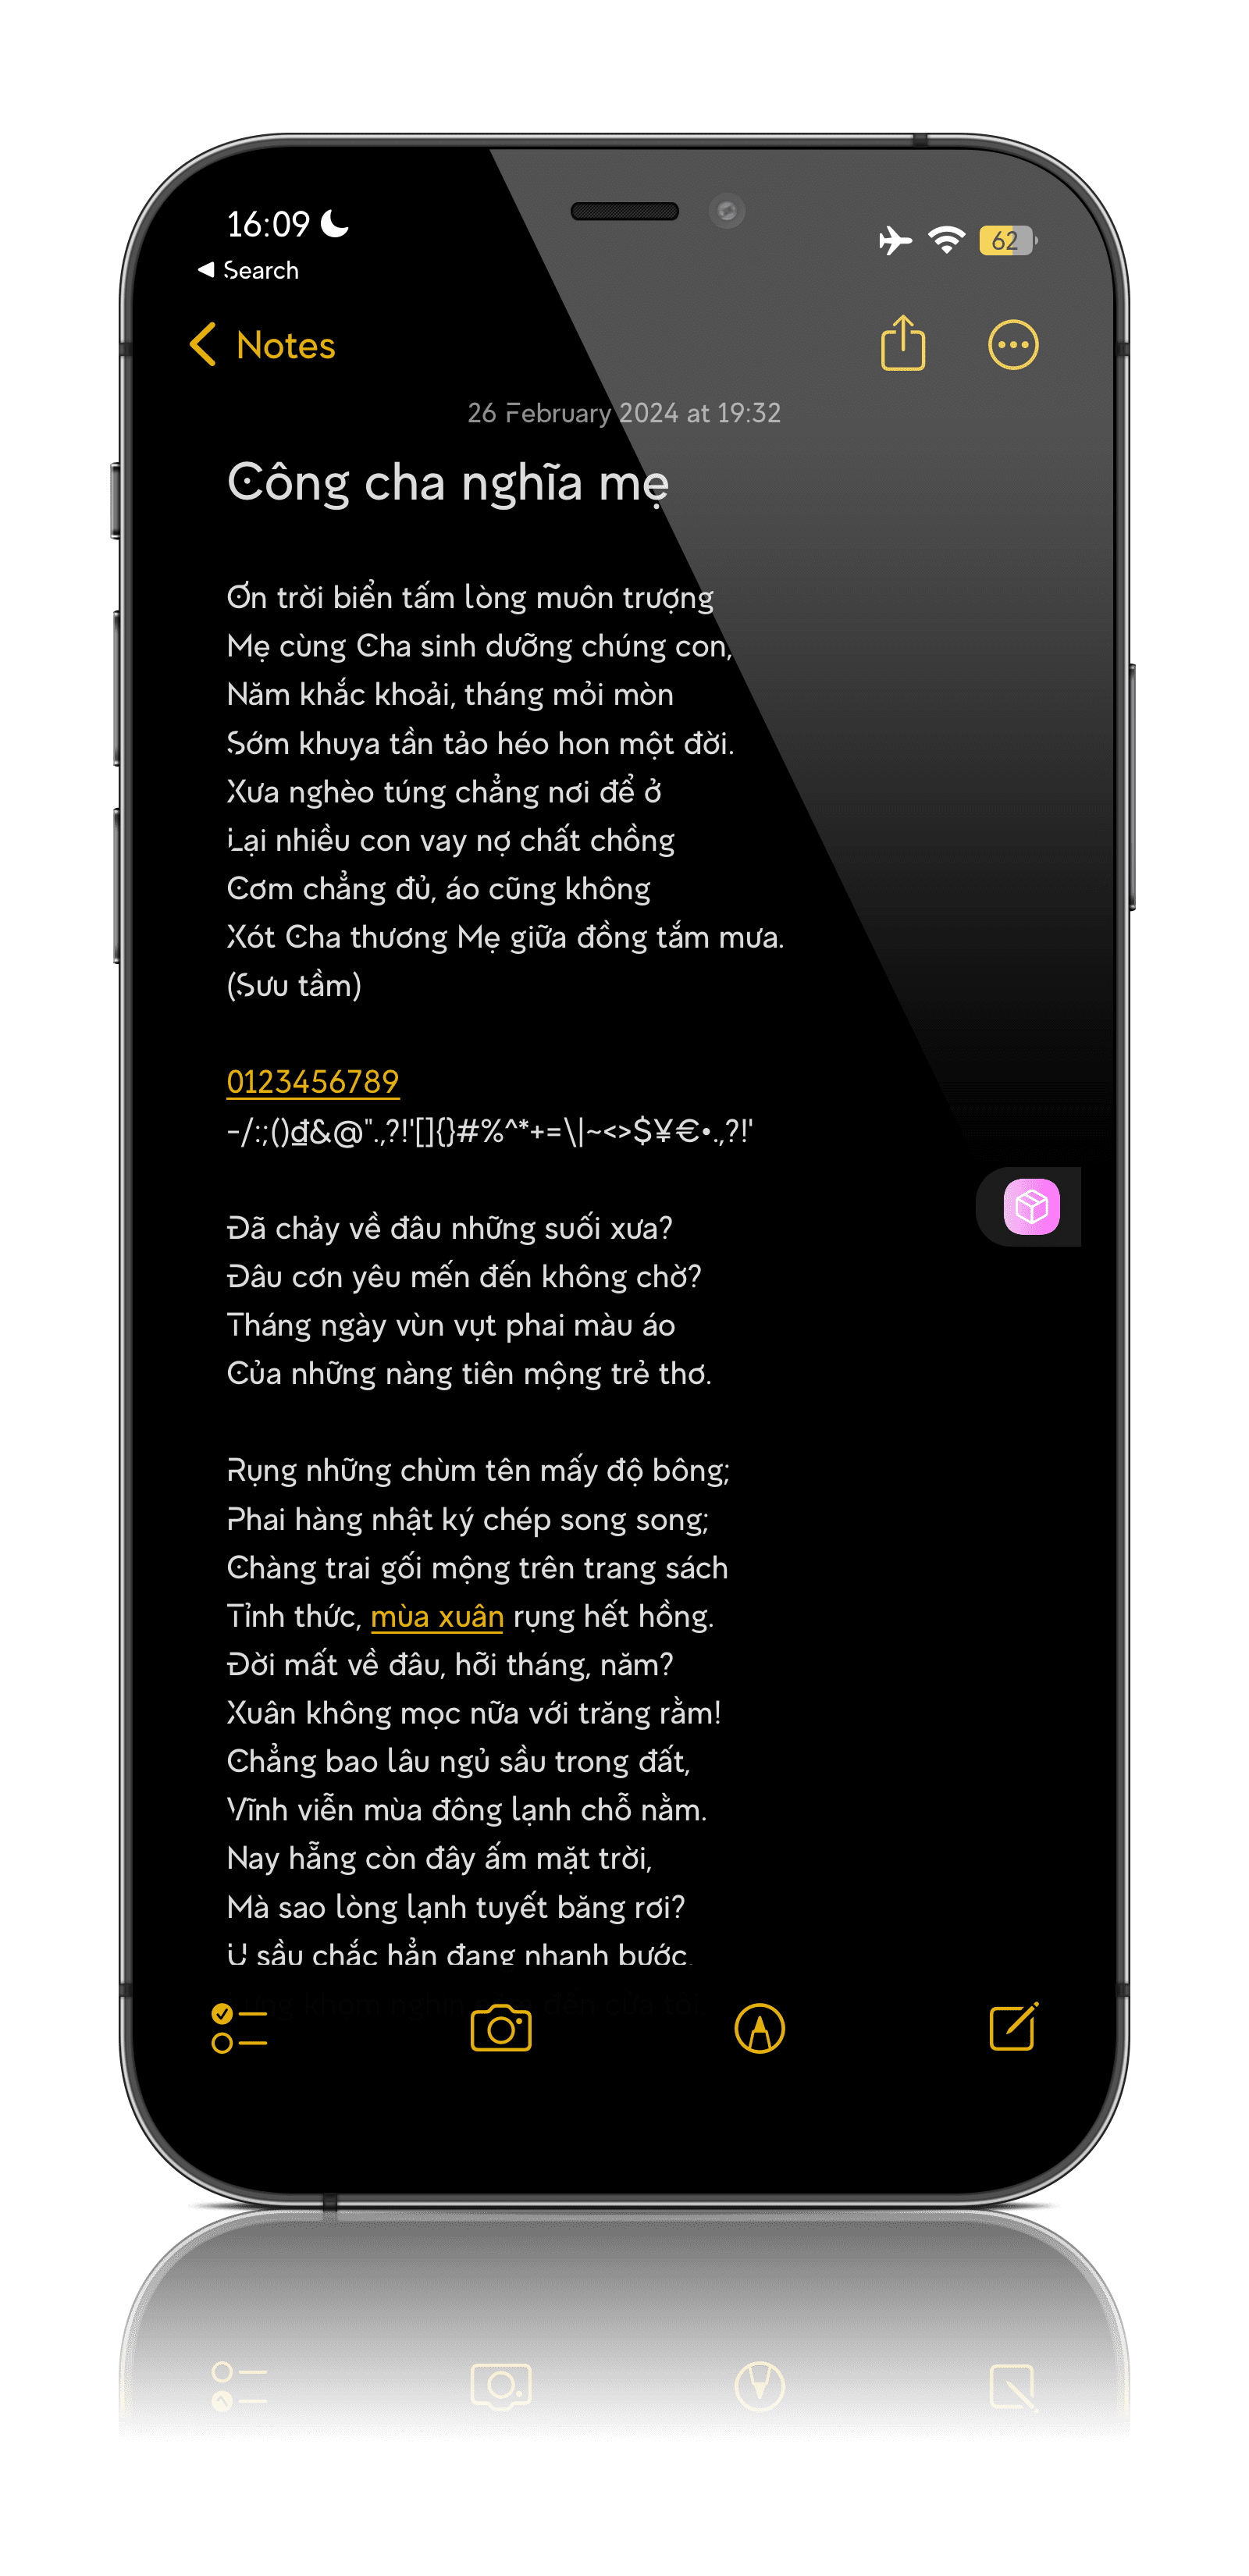 16:09
62
Search
Notes
26 February 2024 at 19:32
Công cha nghĩa mẹ
Ơn trời biển tấm lòng muôn trượng
Mẹ cùng Cha sinh dưỡng chúng con,
Năm khắc khoải, tháng mỏi mòn
Sớm khuya tần tảo héo hon một đời.
Xưa nghèo túng chẳng nơi để ở
Lại nhiều con vay nợ chất chồng
Cơm chẳng đủ, áo cũng không
Xót Cha thương Mẹ giữa đồng tắm mưa.
(Sưu tầm)
0123456789
-/:;()₫&@".,?!'[]{}#%^*+=\|~<>$¥€•.,?!'
Đã chảy về đâu những suối xưa?
Đâu cơn yêu mến đến không chờ?
Tháng ngày vùn vụt phai màu áo
Của những nàng tiên mộng trẻ thơ.
Rụng những chùm tên mấy độ bông;
Phai hàng nhật ký chép song song;
Chàng trai gối mộng trên trang sách
Tỉnh thức, mùa xuân rụng hết hồng.
Đời mất về đâu, hỡi tháng, năm?
Xuân không mọc nữa với trăng rằm!
Chẳng bao lâu ngủ sầu trong đất,
Vĩnh viễn mùa đông lạnh chỗ nằm.
Nay hẵng còn đây ấm mặt trời,
Mà sao lòng lạnh tuyết băng rơi?
U sầu chắc hẳn đang nhanh bước,